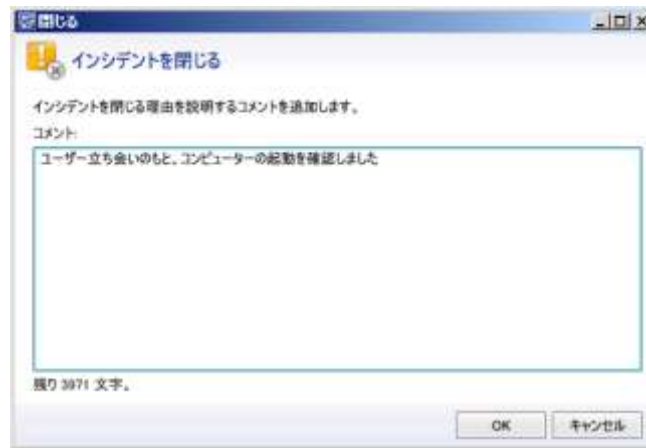 閉じる
インシデントを閉じる
インシデントを閉じる理由を説明するコメントを追加します。
コメント:
ユーザー立ち会いのもと、コンピューターの起動を確認しました
残り 3971 文字。
OK キャンセル